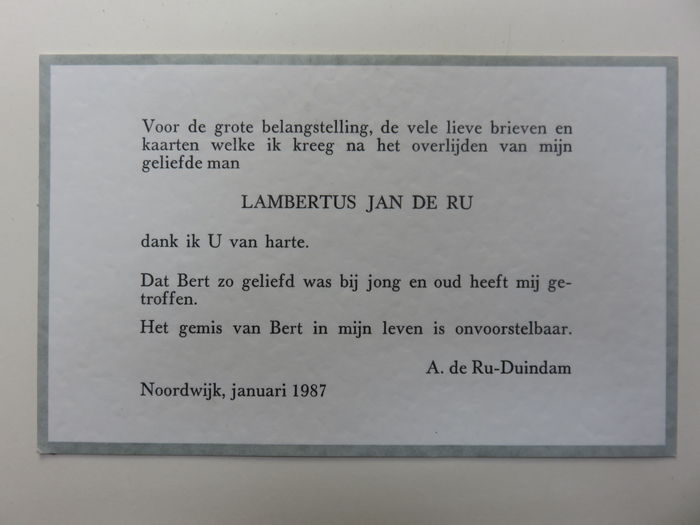 Voor de grote belangstelling, de vele lieve brieven en
kaarten welke ik kreeg na het overlijden van mijn
geliefde man
LAMBERTUS JAN DE RU
dank ik U van harte.
Dat Bert zo geliefd was bij jong en oud heeft mij ge-
troffen.
Het gemis van Bert in mijn leven is onvoorstelbaar.
A. de Ru-Duindam
Noordwijk, januari 1987